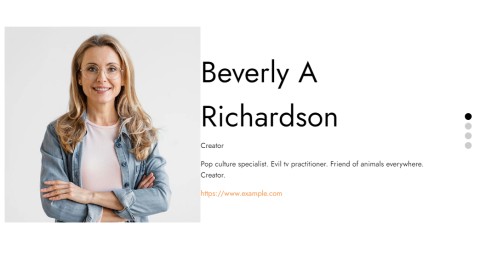 Beverly A
Richardson
Creator
Pop culture specialist. Evil tv practitioner. Friend of animals everywhere.
Creator.
https://www.example.com